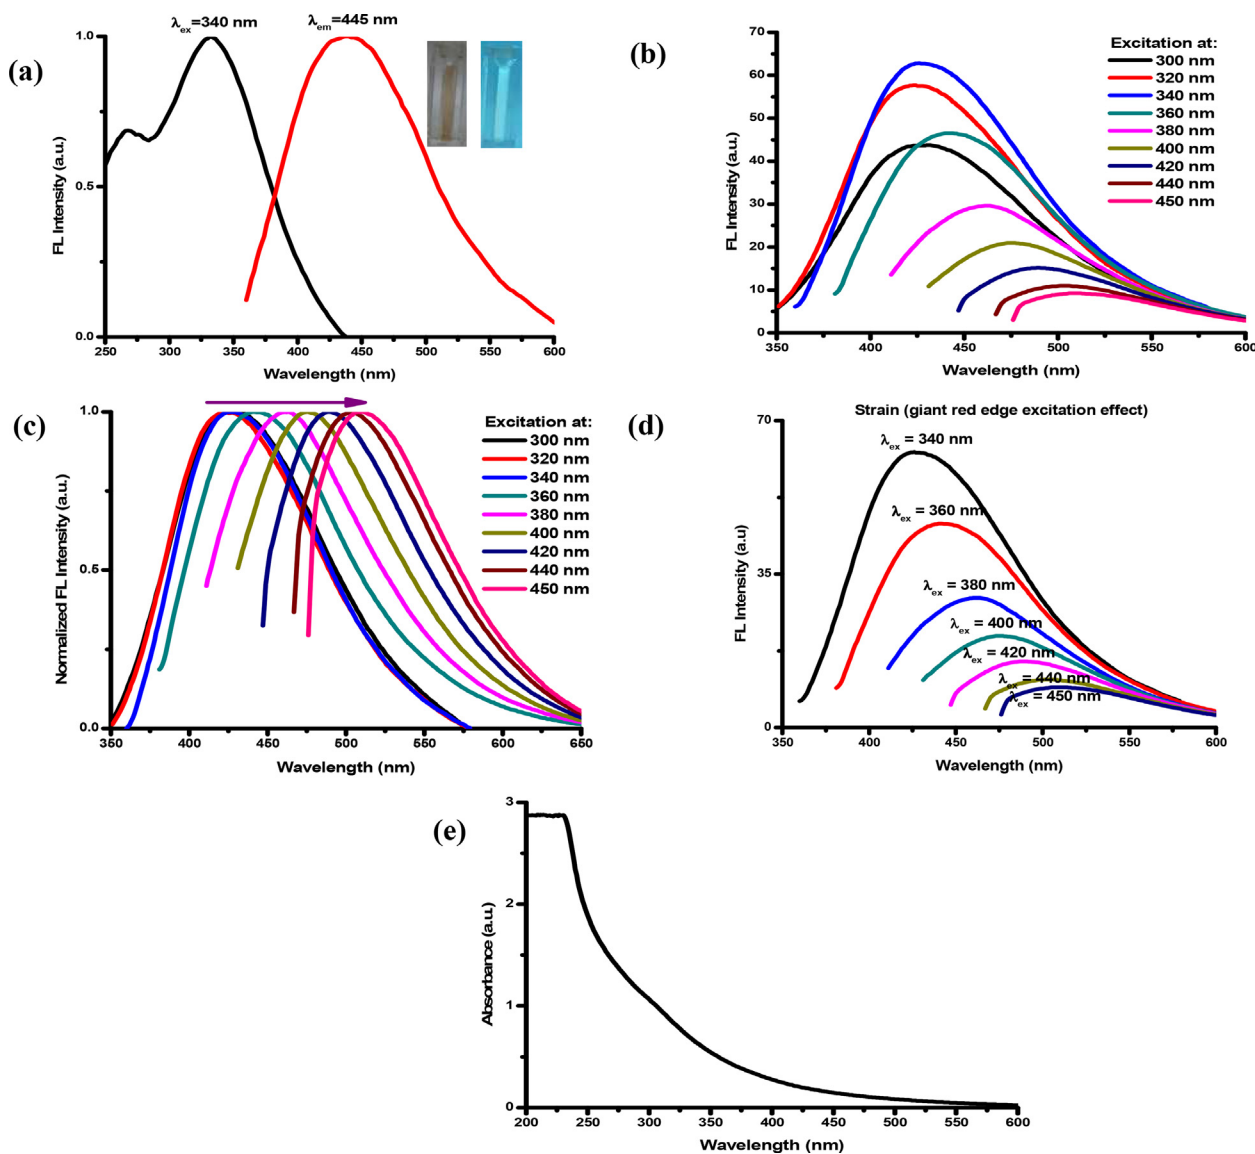 (a)
λex=340 nm
λem=445 nm
FL Intensity (a.u.)
1.0
0.5
0.0
250 300 350 400 450 500 550 600
Wavelength (nm)
(b)
FL Intensity (a.u.)
70
60
50
40
30
20
10
0
350 400 450 500 550 600
Wavelength (nm)
Excitation at:
300 nm
320 nm
340 nm
360 nm
380 nm
400 nm
420 nm
440 nm
450 nm
(c)
Normalized FL Intensity (a.u.)
1.0
0.5
0.0
350 400 450 500 550 600 650
Wavelength (nm)
Excitation at:
300 nm
320 nm
340 nm
360 nm
380 nm
400 nm
420 nm
440 nm
450 nm
(d)
Strain (giant red edge excitation effect)
FL Intensity (a.u)
70
35
0
λex = 340 nm
λex = 360 nm
λex = 380 nm
λex = 400 nm
λex = 420 nm
λex = 440 nm
λex = 450 nm
350 400 450 500 550 600
Wavelength (nm)
(e)
Absorbance (a.u.)
3
2
1
0
200 250 300 350 400 450 500 550 600
Wavelength (nm)